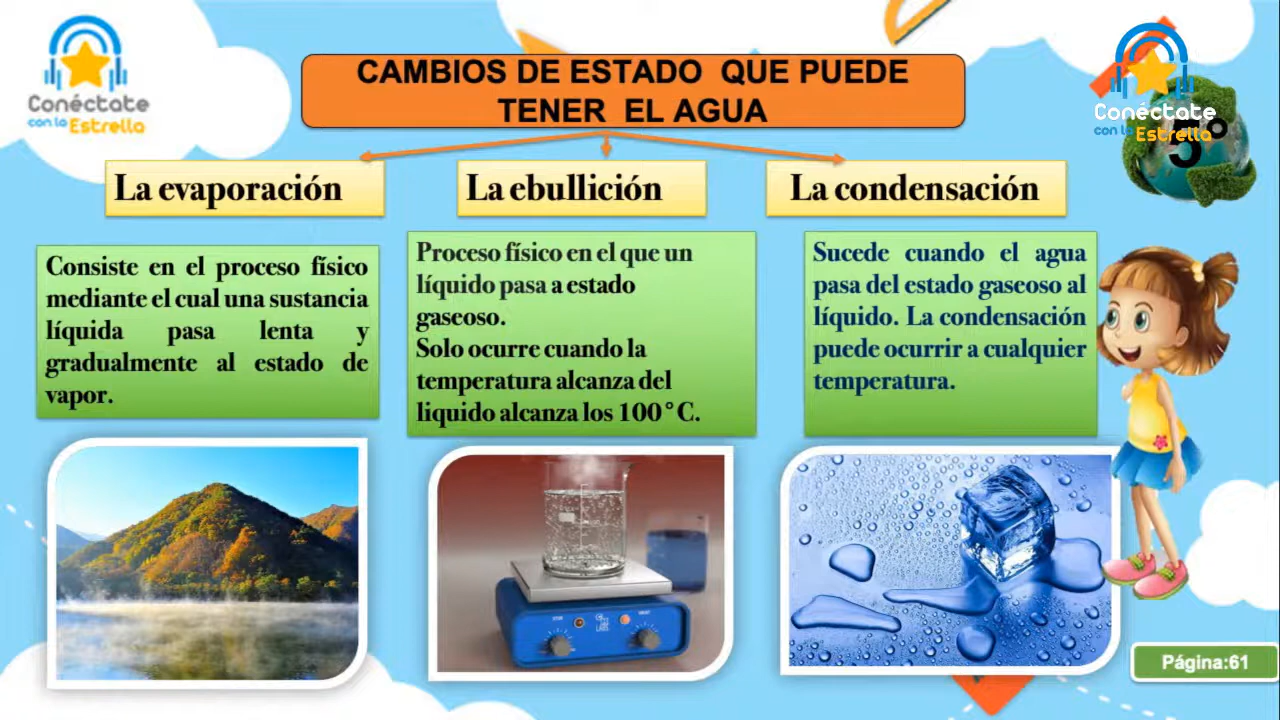 Conéctate
con la Estrella
CAMBIOS DE ESTADO QUE PUEDE
TENER EL AGUA
Conéctate
con la Estrella
5°
La evaporación
La ebullición
La condensación
Consiste en el proceso físico
mediante el cual una sustancia
líquida pasa lenta y
gradualmente al estado de
vapor.
Proceso físico en el que un
líquido pasa a estado
gaseoso.
Solo ocurre cuando la
temperatura alcanza del
liquido alcanza los 100°C.
Sucede cuando el agua
pasa del estado gaseoso al
líquido. La condensación
puede ocurrir a cualquier
temperatura.
Página:61